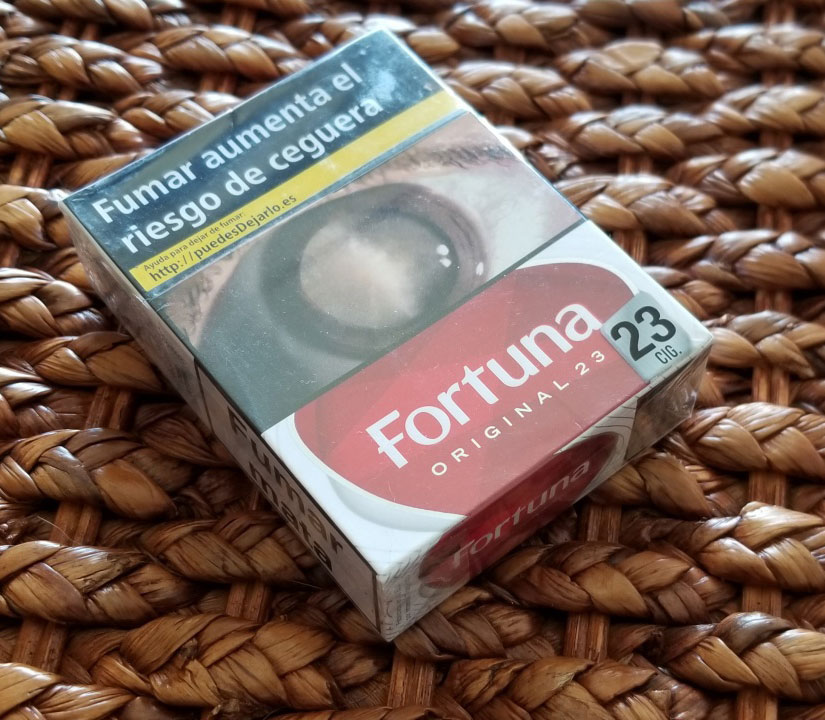 Fumar aumenta el
riesgo de ceguera
Ayuda para dejar de fumar:
http://puedesDejarlo.es
Fortuna
ORIGINAL 23
23
CIG.
Fumar
mata
Fortuna